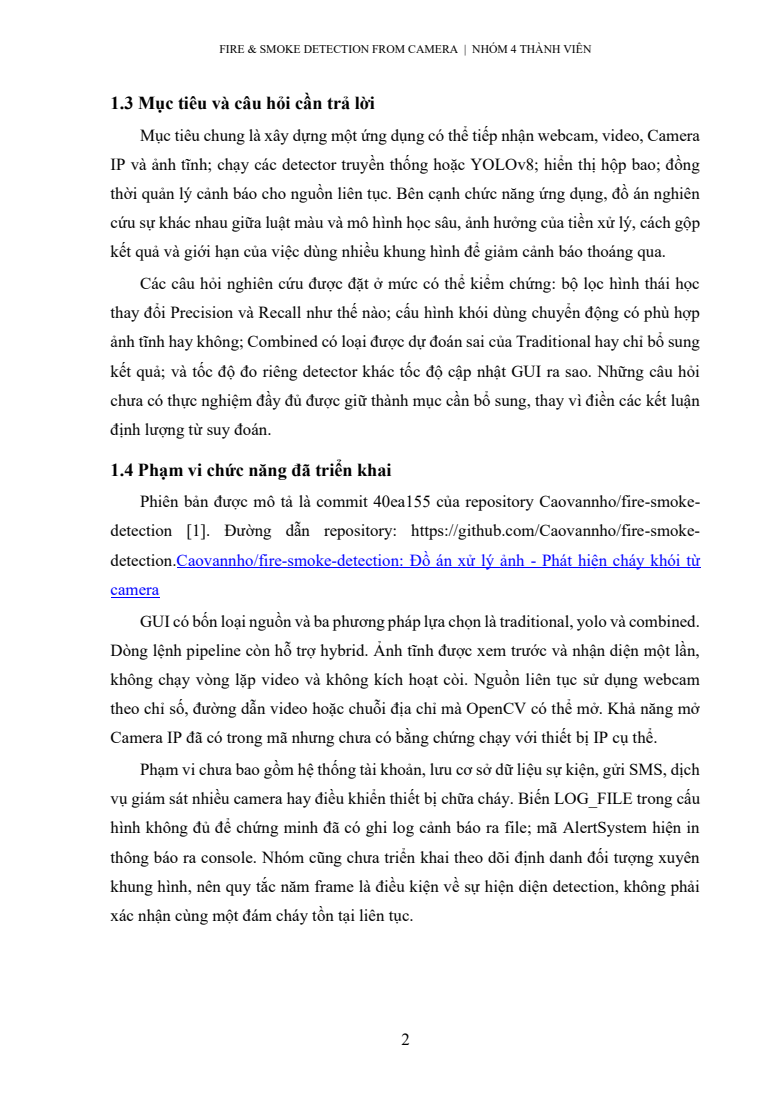 FIRE & SMOKE DETECTION FROM CAMERA | NHÓM 4 THÀNH VIÊN
1.3 Mục tiêu và câu hỏi cần trả lời
Mục tiêu chung là xây dựng một ứng dụng có thể tiếp nhận webcam, video, Camera
IP và ảnh tĩnh; chạy các detector truyền thống hoặc YOLOv8; hiển thị hộp bao; đồng
thời quản lý cảnh báo cho nguồn liên tục. Bên cạnh chức năng ứng dụng, đồ án nghiên
cứu sự khác nhau giữa luật màu và mô hình học sâu, ảnh hưởng của tiền xử lý, cách gộp
kết quả và giới hạn của việc dùng nhiều khung hình để giảm cảnh báo thoáng qua.
Các câu hỏi nghiên cứu được đặt ở mức có thể kiểm chứng: bộ lọc hình thái học
thay đổi Precision và Recall như thế nào; cấu hình khói dùng chuyển động có phù hợp
ảnh tĩnh hay không; Combined có loại được dự đoán sai của Traditional hay chỉ bổ sung
kết quả; và tốc độ đo riêng detector khác tốc độ cập nhật GUI ra sao. Những câu hỏi
chưa có thực nghiệm đầy đủ được giữ thành mục cần bổ sung, thay vì điền các kết luận
định lượng từ suy đoán.
1.4 Phạm vi chức năng đã triển khai
Phiên bản được mô tả là commit 40ea155 của repository Caovannho/fire-smoke-
detection [1]. Đường dẫn repository: https://github.com/Caovannho/fire-smoke-
detection.Caovannho/fire-smoke-detection: Đồ án xử lý ảnh - Phát hiện cháy khói từ
camera
GUI có bốn loại nguồn và ba phương pháp lựa chọn là traditional, yolo và combined.
Dòng lệnh pipeline còn hỗ trợ hybrid. Ảnh tĩnh được xem trước và nhận diện một lần,
không chạy vòng lặp video và không kích hoạt còi. Nguồn liên tục sử dụng webcam
theo chỉ số, đường dẫn video hoặc chuỗi địa chỉ mà OpenCV có thể mở. Khả năng mở
Camera IP đã có trong mã nhưng chưa có bằng chứng chạy với thiết bị IP cụ thể.
Phạm vi chưa bao gồm hệ thống tài khoản, lưu cơ sở dữ liệu sự kiện, gửi SMS, dịch
vụ giám sát nhiều camera hay điều khiển thiết bị chữa cháy. Biến LOG_FILE trong cấu
hình không đủ để chứng minh đã có ghi log cảnh báo ra file; mã AlertSystem hiện in
thông báo ra console. Nhóm cũng chưa triển khai theo dõi định danh đối tượng xuyên
khung hình, nên quy tắc năm frame là điều kiện về sự hiện diện detection, không phải
xác nhận cùng một đám cháy tồn tại liên tục.
2